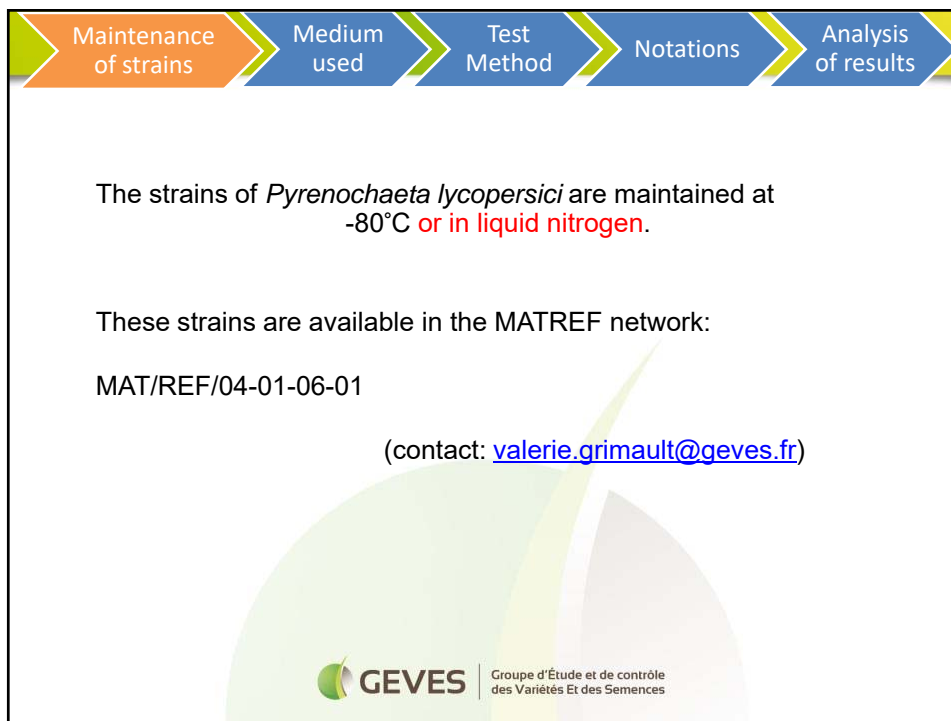 Maintenance
of strains
Medium
used
Test
Method
Notations
Analysis
of results
The strains of Pyrenochaeta lycopersici are maintained at
-80°C or in liquid nitrogen.
These strains are available in the MATREF network:
MAT/REF/04-01-06-01
(contact: valerie.grimault@geves.fr)
GEVES
Groupe d'Étude et de contrôle
des Variétés Et des Semences